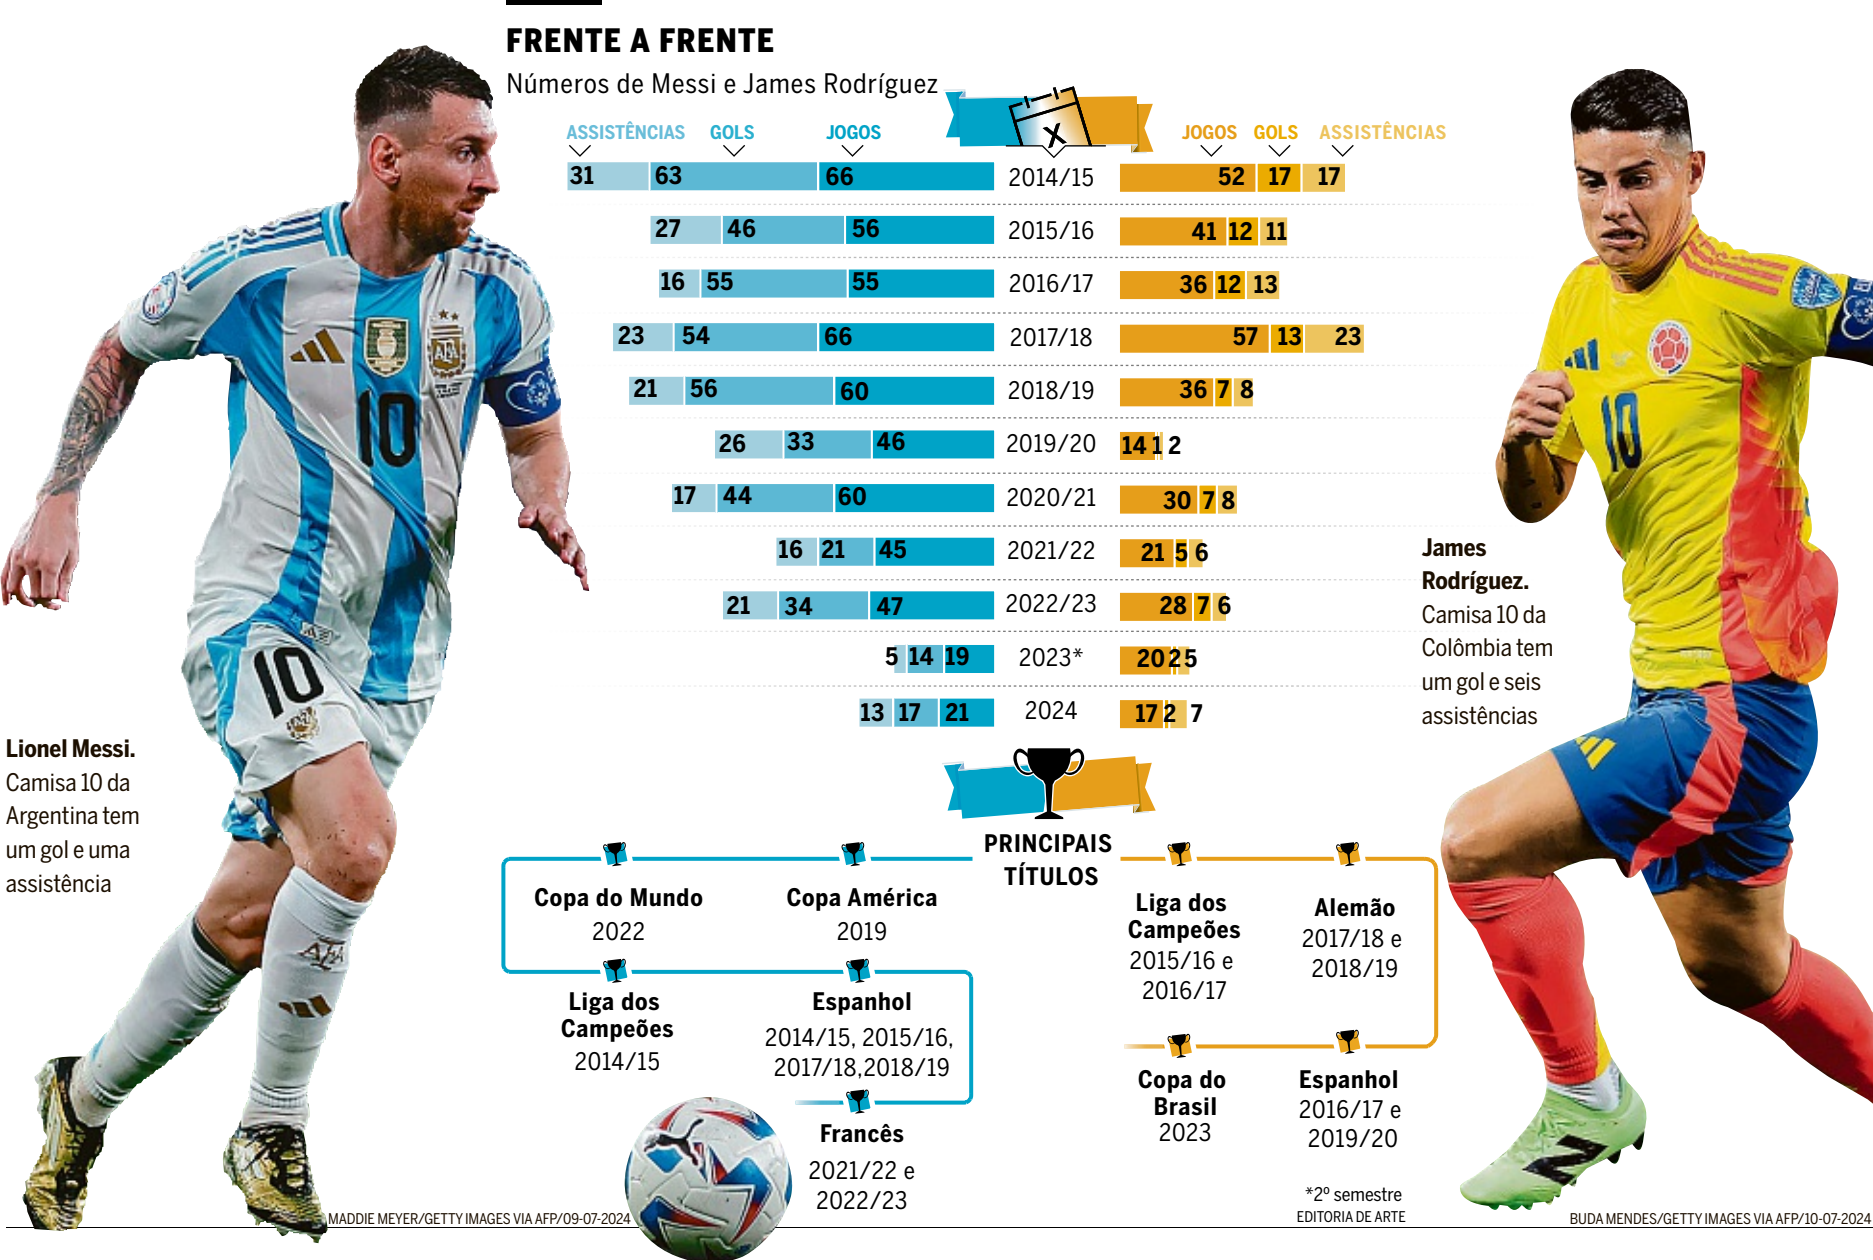 FRENTE A FRENTE
Números de Messi e James Rodríguez
ASSISTÊNCIAS GOLS JOGOS JOGOS GOLS ASSISTÊNCIAS
X
31 63 66 2014/15 52 17 17
27 46 56 2015/16 41 12 11
16 55 55 2016/17 36 12 13
23 54 66 2017/18 57 13 23
21 56 60 2018/19 36 7 8
26 33 46 2019/20 14 1 2
17 44 60 2020/21 30 7 8
16 21 45 2021/22 21 5 6
21 34 47 2022/23 28 7 6
5 14 19 2023* 20 2 5
13 17 21 2024 17 2 7
AFA
10
10
AFA
10
Lionel Messi.
Camisa 10 da
Argentina tem
um gol e uma
assistência
James
Rodríguez.
Camisa 10 da
Colômbia tem
um gol e seis
assistências
PRINCIPAIS
TÍTULOS
Copa do Mundo
2022
Copa América
2019
Liga dos
Campeões
2014/15
Espanhol
2014/15, 2015/16,
2017/18,2018/19
Francês
2021/22 e
2022/23
Liga dos
Campeões
2015/16 e
2016/17
Alemão
2017/18 e
2018/19
Copa do
Brasil
2023
Espanhol
2016/17 e
2019/20
*2º semestre
EDITORIA DE ARTE
MADDIE MEYER/GETTY IMAGES VIA AFP/09-07-2024
BUDA MENDES/GETTY IMAGES VIA AFP/10-07-2024